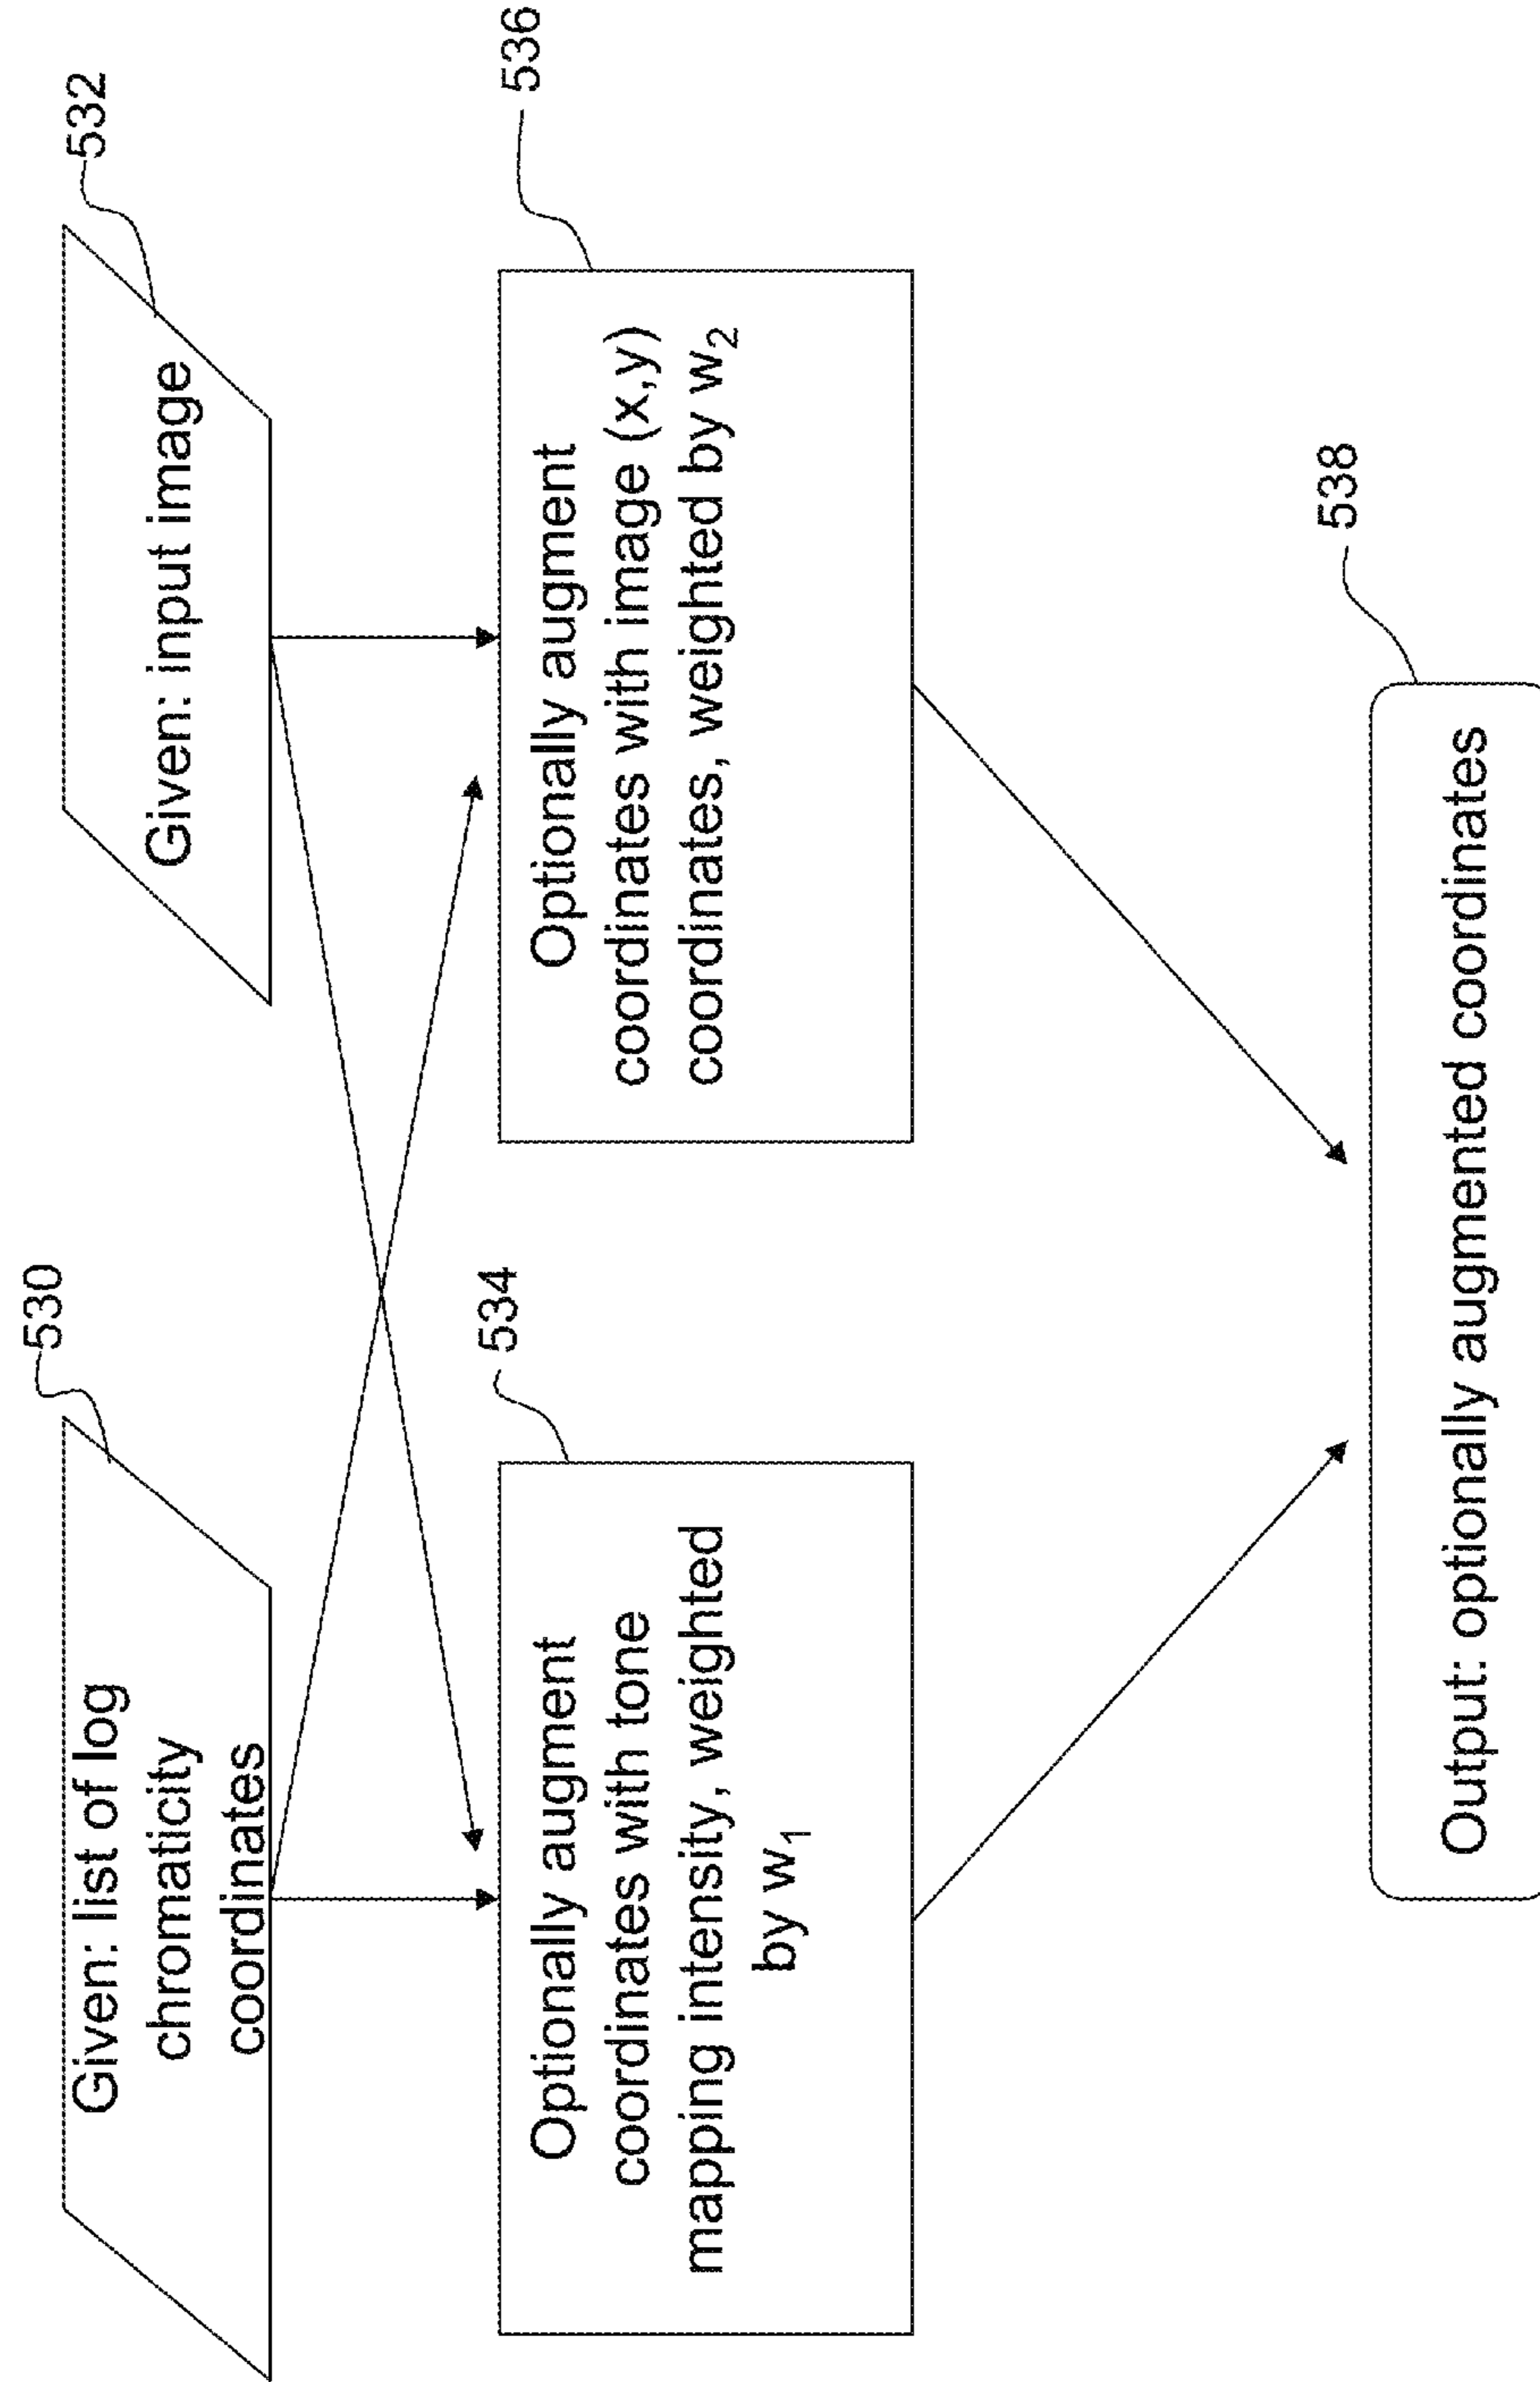 530
Given: list of log
chromaticity
coordinates
532
Given: input image
534
Optionally augment
coordinates with tone
mapping intensity, weighted
by w₁
536
Optionally augment
coordinates with image (x,y)
coordinates, weighted by w₂
538
Output: optionally augmented coordinates